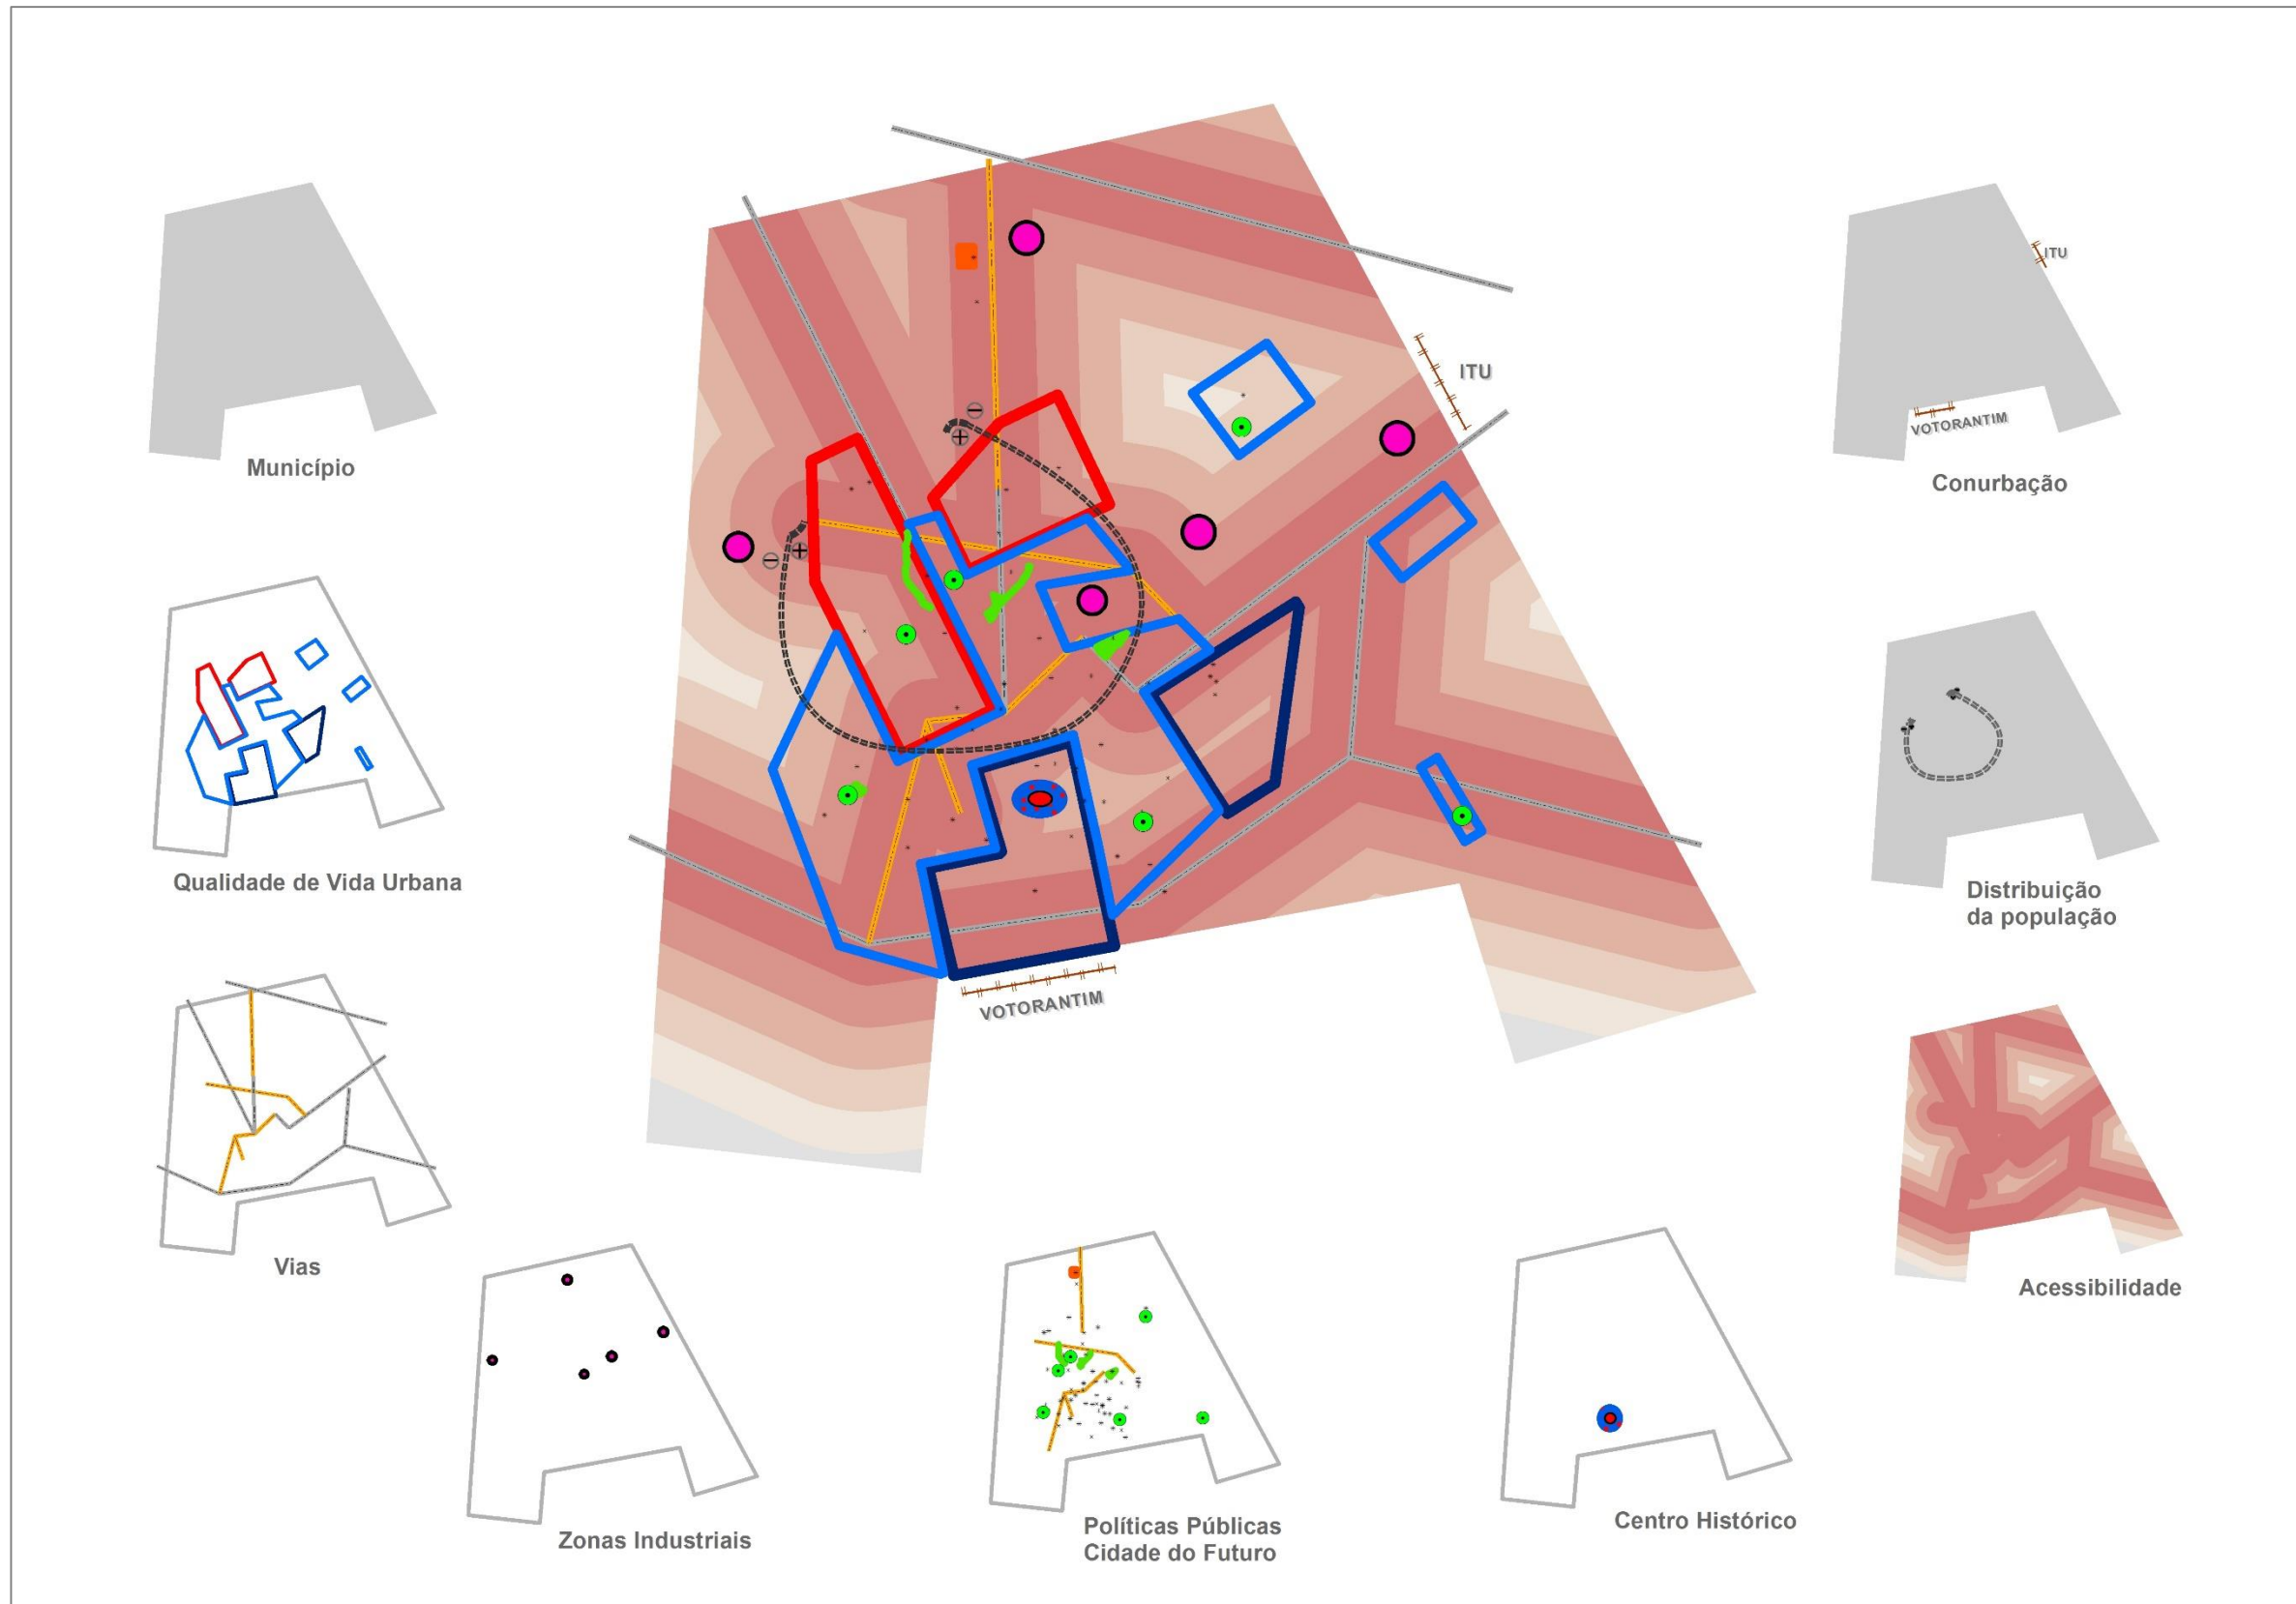 ITU
VOTORANTIM
Município
Qualidade de Vida Urbana
Vias
Zonas Industriais
Políticas Públicas
Cidade do Futuro
Centro Histórico
ITU
VOTORANTIM
Conurbação
Distribuição
da população
Acessibilidade